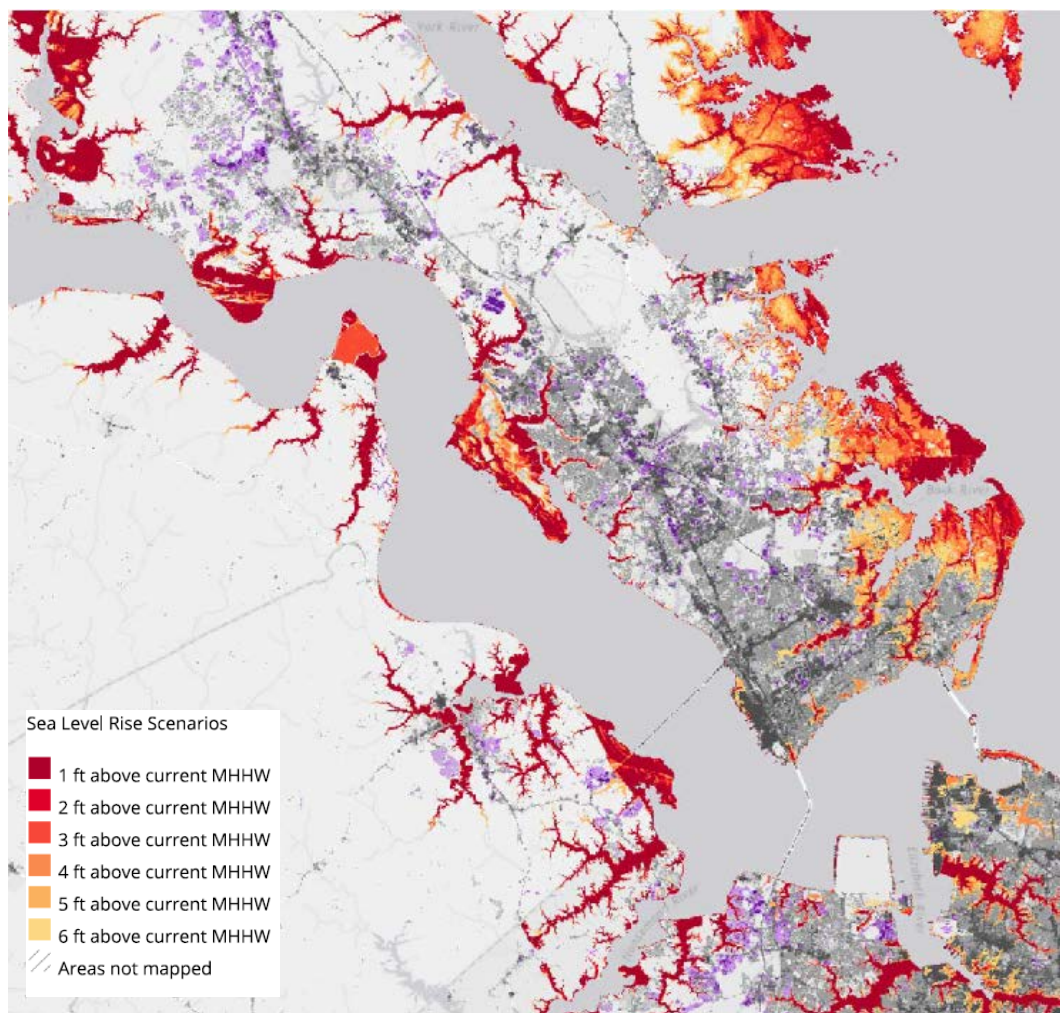 York River
Back River
Sea Level Rise Scenarios
1 ft above current MHHW
2 ft above current MHHW
3 ft above current MHHW
4 ft above current MHHW
5 ft above current MHHW
6 ft above current MHHW
Areas not mapped